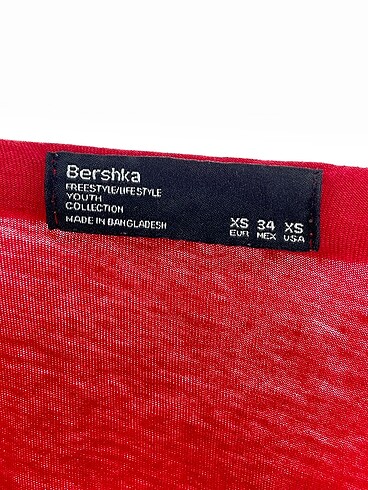 Bershka
FREESTYLE/LIFESTYLE
YOUTH
COLLECTION
MADE IN BANGLADESH
XS 34 XS
EUR MEX USA